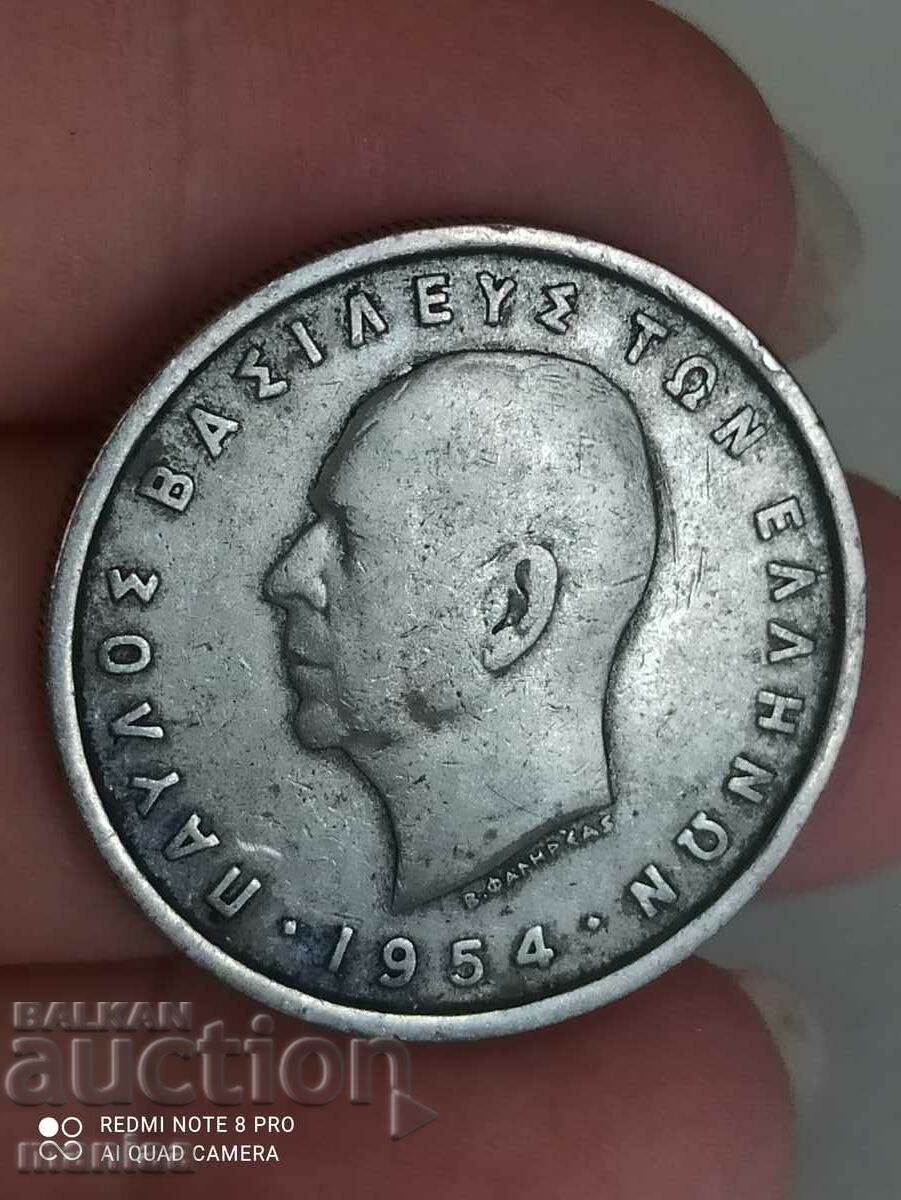 ΠΑΥΛΟΣ ΒΑΣΙΛΕΥΣ ΤΩΝ ΕΛΛΗΝΩΝ
· 1954 ·
Β. ΦΑΛΗΡΕΑΣ
BALKAN
auction
REDMI NOTE 8 PRO
AI QUAD CAMERA